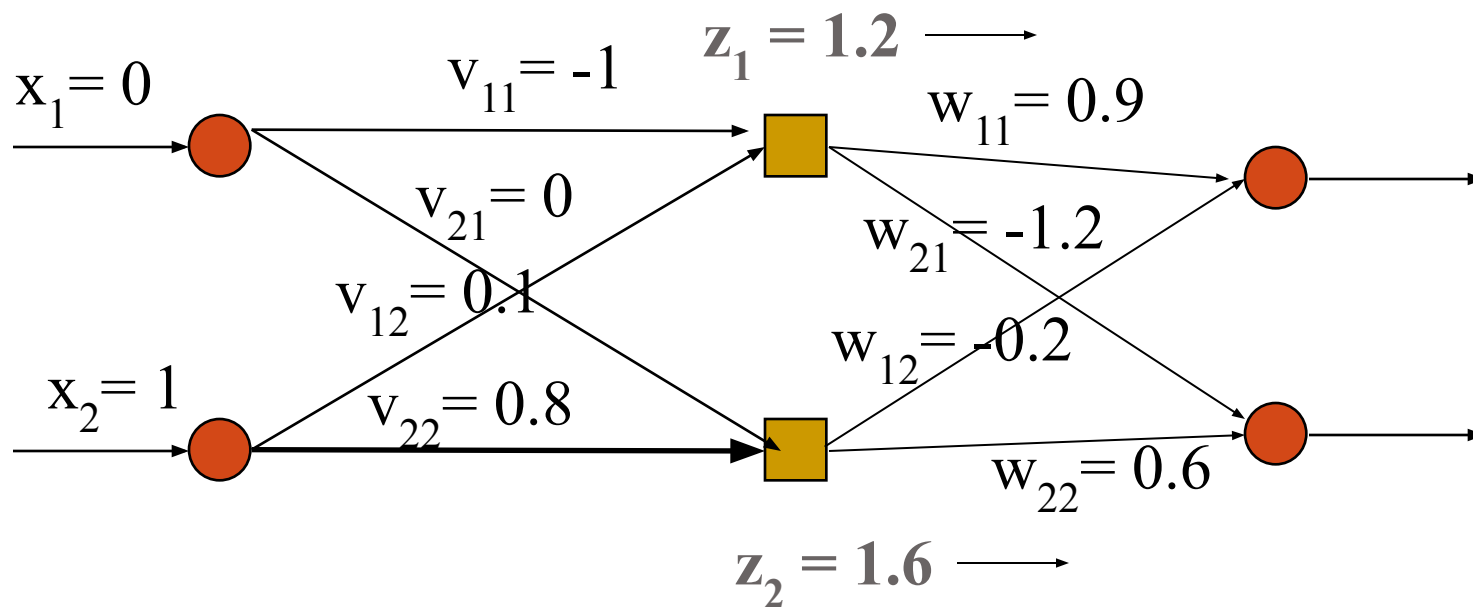 z₁ = 1.2
x₁= 0
v₁₁= -1
w₁₁= 0.9
v₂₁= 0
w₂₁= -1.2
v₁₂= 0.1
w₁₂= -0.2
x₂= 1
v₂₂= 0.8
w₂₂= 0.6
z₂ = 1.6